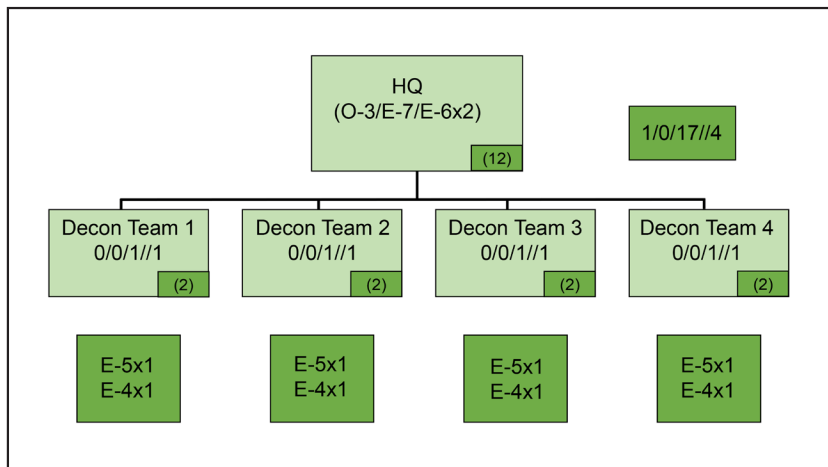 HQ
(O-3/E-7/E-6x2)
(12)
1/0/17//4
Decon Team 1
0/0/1//1
(2)
Decon Team 2
0/0/1//1
(2)
Decon Team 3
0/0/1//1
(2)
Decon Team 4
0/0/1//1
(2)
E-5x1
E-4x1
E-5x1
E-4x1
E-5x1
E-4x1
E-5x1
E-4x1